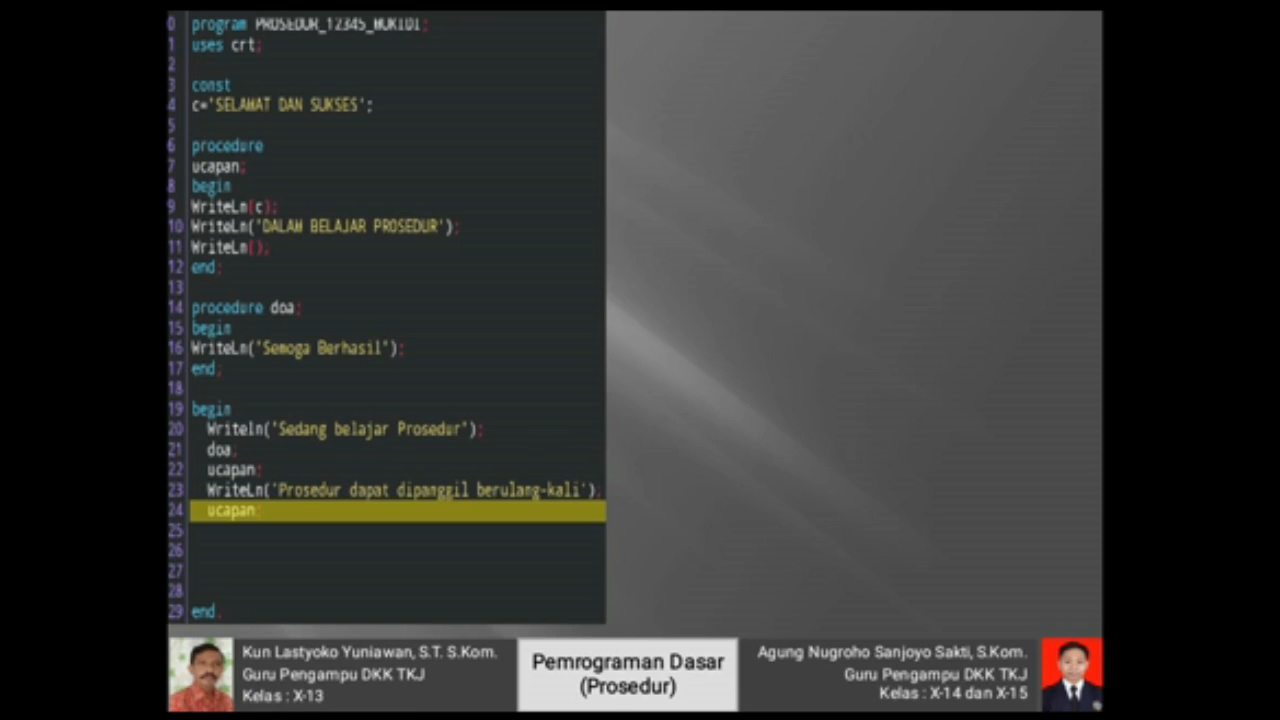 0 program PROSEDUR_12345_MUKIDI;
1 uses crt;
2
3 const
4 c='SELAMAT DAN SUKSES';
5
6 procedure
7 ucapan;
8 begin
9 WriteLn(c);
10 WriteLn('DALAM BELAJAR PROSEDUR');
11 WriteLn();
12 end;
13
14 procedure doa;
15 begin
16 WriteLn('Semoga Berhasil');
17 end;
18
19 begin
20 Writeln('Sedang belajar Prosedur');
21 doa;
22 ucapan;
23 WriteLn('Prosedur dapat dipanggil berulang-kali');
24 ucapan;
25
26
27
28
29 end.
Kun Lastyoko Yuniawan, S.T. S.Kom.
Guru Pengampu DKK TKJ
Kelas : X-13
Pemrograman Dasar
(Prosedur)
Agung Nugroho Sanjoyo Sakti, S.Kom.
Guru Pengampu DKK TKJ
Kelas : X-14 dan X-15